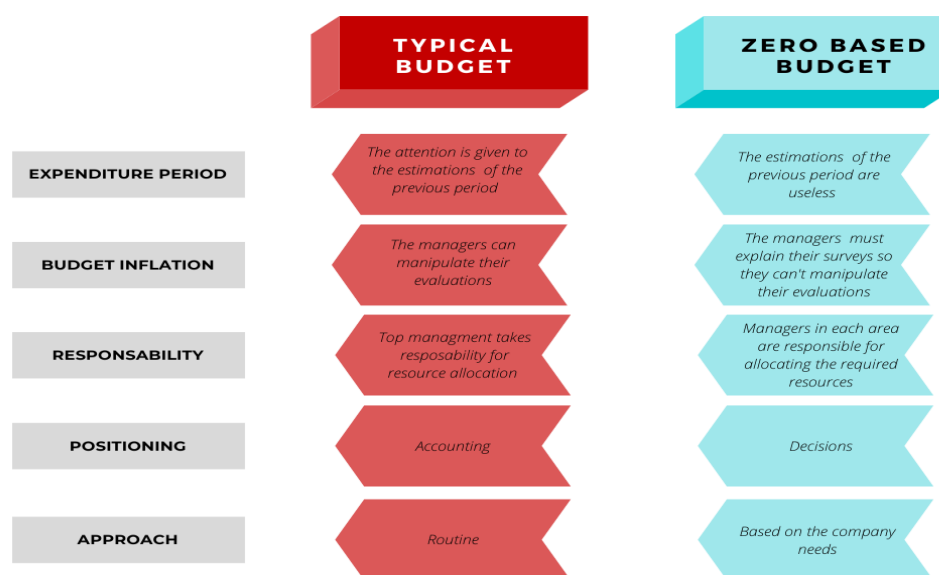 TYPICAL
BUDGET
ZERO BASED
BUDGET
EXPENDITURE PERIOD
The attention is given to
the estimations of the
previous period
The estimations of the
previous period are
useless
BUDGET INFLATION
The managers can
manipulate their
evaluations
The managers must
explain their surveys so
they can't manipulate
their evaluations
RESPONSABILITY
Top managment takes
resposability for
resource allocation
Managers in each area
are responsible for
allocating the required
resources
POSITIONING
Accounting
Decisions
APPROACH
Routine
Based on the company
needs